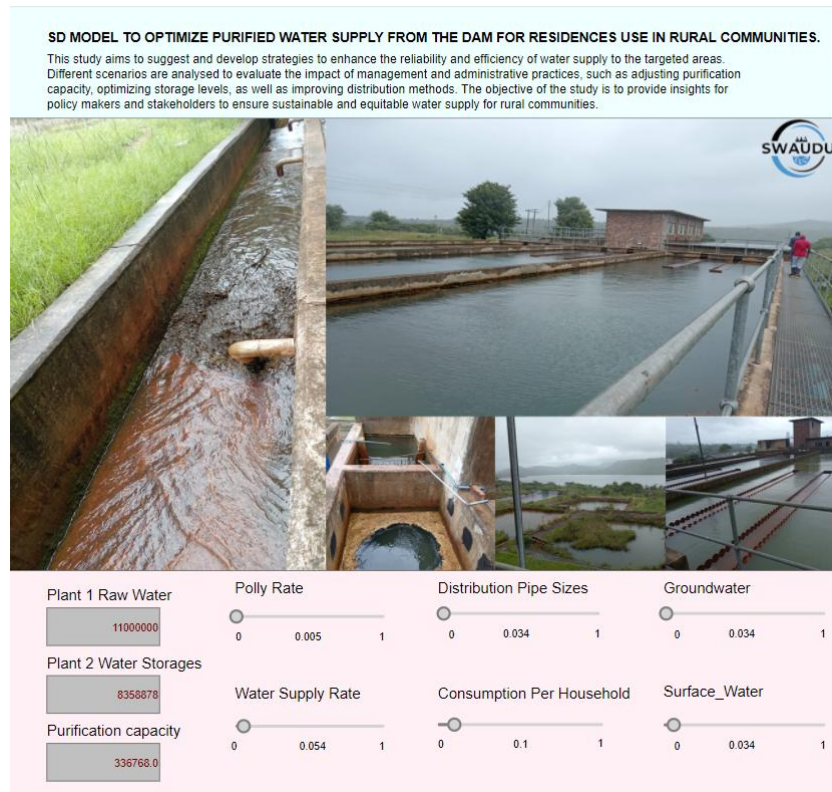 SD MODEL TO OPTIMIZE PURIFIED WATER SUPPLY FROM THE DAM FOR RESIDENCES USE IN RURAL COMMUNITIES.
This study aims to suggest and develop strategies to enhance the reliability and efficiency of water supply to the targeted areas.
Different scenarios are analysed to evaluate the impact of management and administrative practices, such as adjusting purification
capacity, optimizing storage levels, as well as improving distribution methods. The objective of the study is to provide insights for
policy makers and stakeholders to ensure sustainable and equitable water supply for rural communities.
SWAUDU
Plant 1 Raw Water
11000000
Plant 2 Water Storages
8358878
Purification capacity
336768.0
Polly Rate
0 0.005 1
Distribution Pipe Sizes
0 0.034 1
Groundwater
0 0.034 1
Water Supply Rate
0 0.054 1
Consumption Per Household
0 0.1 1
Surface_Water
0 0.034 1